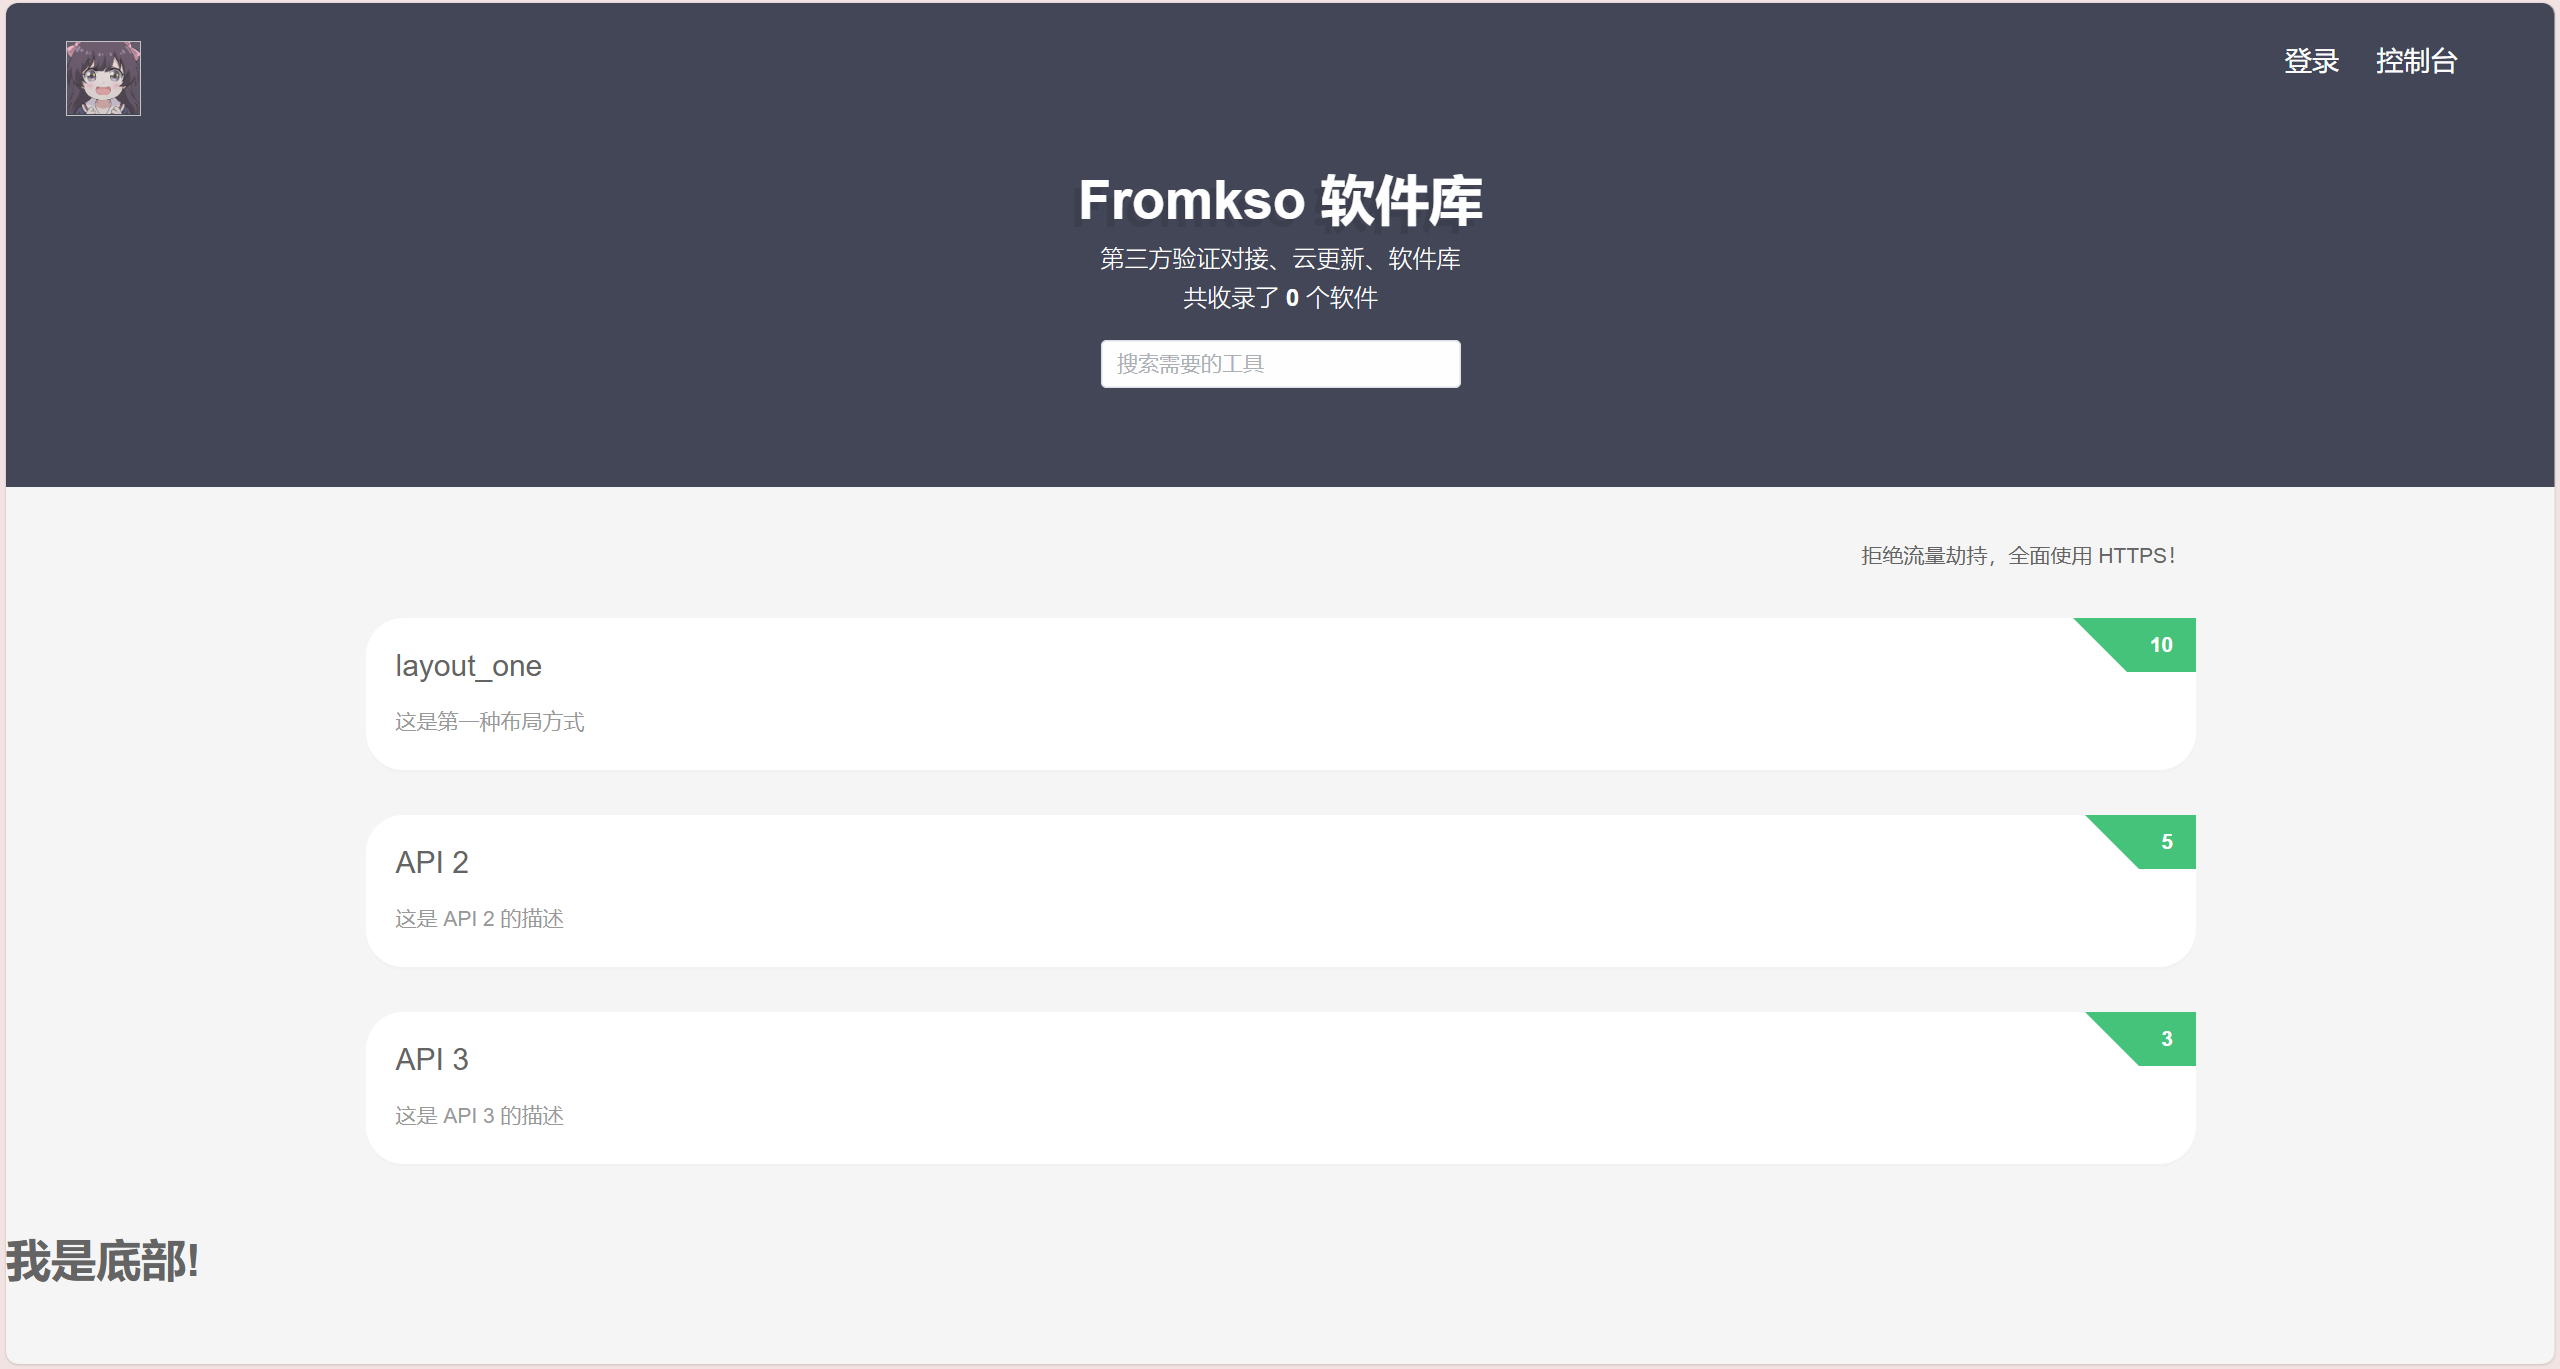 登录 控制台
Fromkso 软件库
第三方验证对接、云更新、软件库
共收录了 0 个软件
搜索需要的工具
拒绝流量劫持，全面使用 HTTPS！
layout_one
10
这是第一种布局方式
API 2
5
这是 API 2 的描述
API 3
3
这是 API 3 的描述
我是底部!